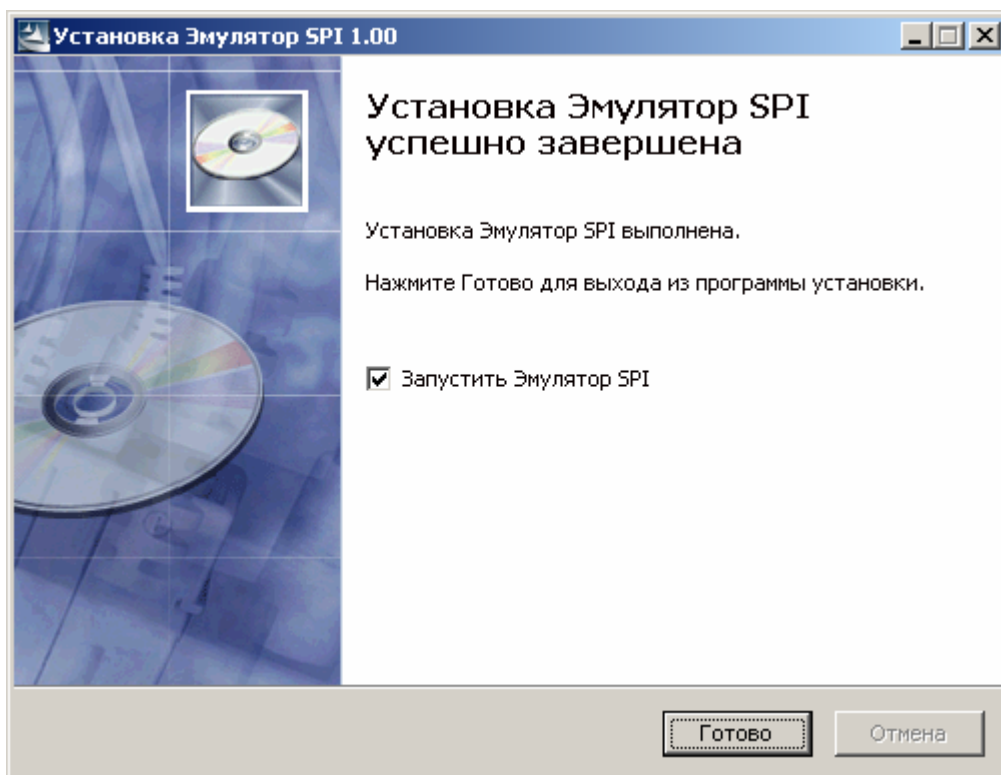 Установка Эмулятор SPI 1.00
Установка Эмулятор SPI
успешно завершена
Установка Эмулятор SPI выполнена.
Нажмите Готово для выхода из программы установки.
Запустить Эмулятор SPI
Готово
Отмена